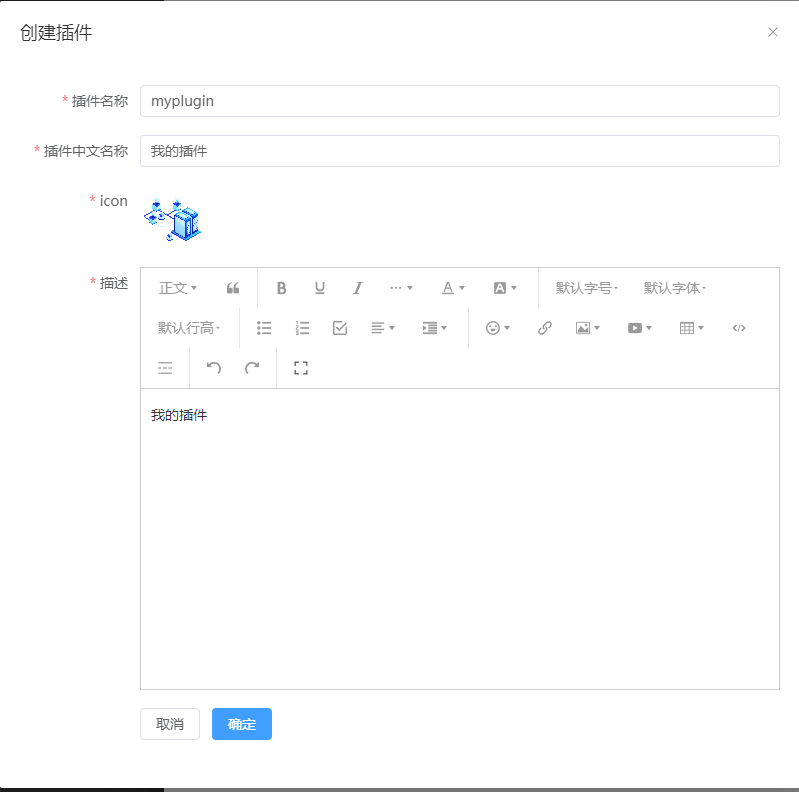 创建插件
* 插件名称 myplugin
* 插件中文名称 我的插件
* icon
* 描述 正文 B U I A A 默认字号 默认字体
默认行高
我的插件
取消 确定